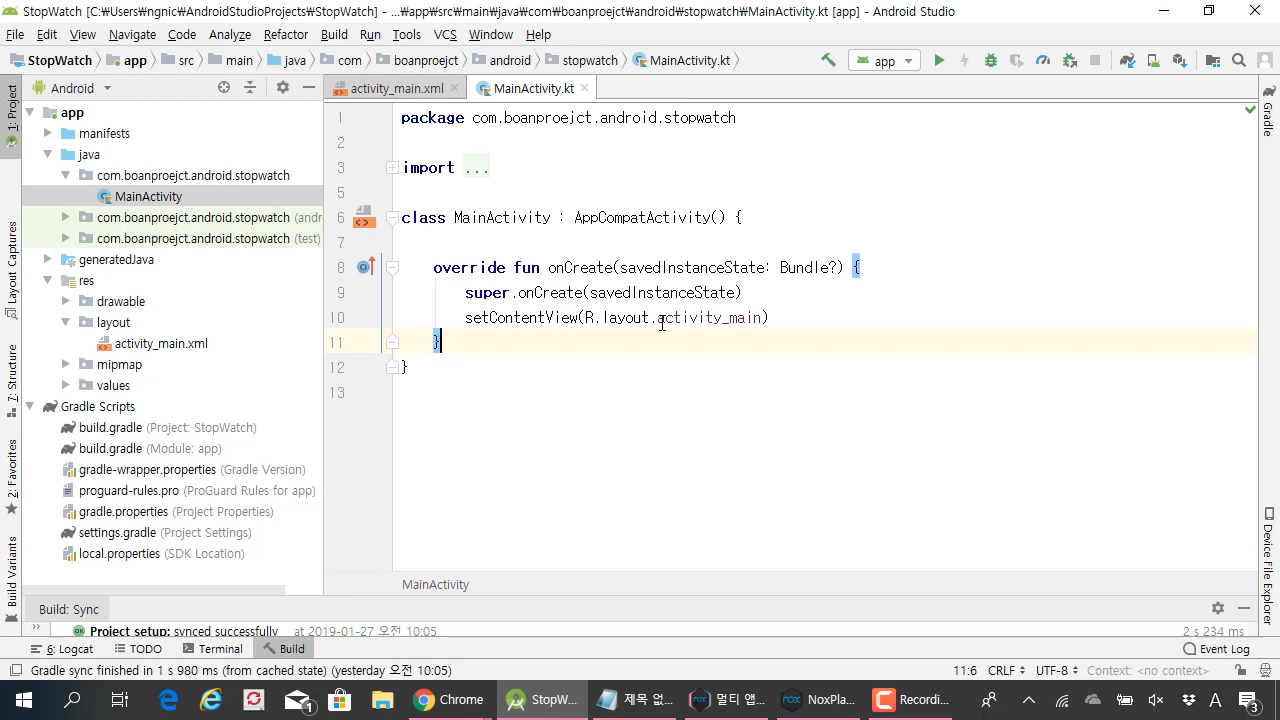 StopWatch [C:₩Users₩ngnic₩AndroidStudioProjects₩StopWatch] - ...₩app₩src₩main₩java₩com₩boanproejct₩android₩stopwatch₩MainActivity.kt [app] - Android Studio
File Edit View Navigate Code Analyze Refactor Build Run Tools VCS Window Help
StopWatch app src main java com boanproejct android stopwatch MainActivity.kt app
1: Project
Layout Captures
7: Structure
2: Favorites
Build Variants
Android
app
manifests
java
com.boanproejct.android.stopwatch
MainActivity
com.boanproejct.android.stopwatch (andr
com.boanproejct.android.stopwatch (test)
generatedJava
res
drawable
layout
activity_main.xml
mipmap
values
Gradle Scripts
build.gradle (Project: StopWatch)
build.gradle (Module: app)
gradle-wrapper.properties (Gradle Version)
proguard-rules.pro (ProGuard Rules for app)
gradle.properties (Project Properties)
settings.gradle (Project Settings)
local.properties (SDK Location)
activity_main.xml MainActivity.kt
1 package com.boanproejct.android.stopwatch
2
3 import ...
5
6 class MainActivity : AppCompatActivity() {
7
8 override fun onCreate(savedInstanceState: Bundle?) {
9 super.onCreate(savedInstanceState)
10 setContentView(R.layout.activity_main)
11 }
12 }
13
MainActivity
Gradle
Device File Explorer
Build: Sync
Project setup: synced successfully at 2019-01-27 오전 10:05 2 s 234 ms
6: Logcat TODO Terminal Build Event Log
Gradle sync finished in 1 s 980 ms (from cached state) (yesterday 오전 10:05) 11:6 CRLF UTF-8 Context: <no context>
1 Chrome StopW... 제목 없... 멀티 앱... NoxPla... Recordi... A 3